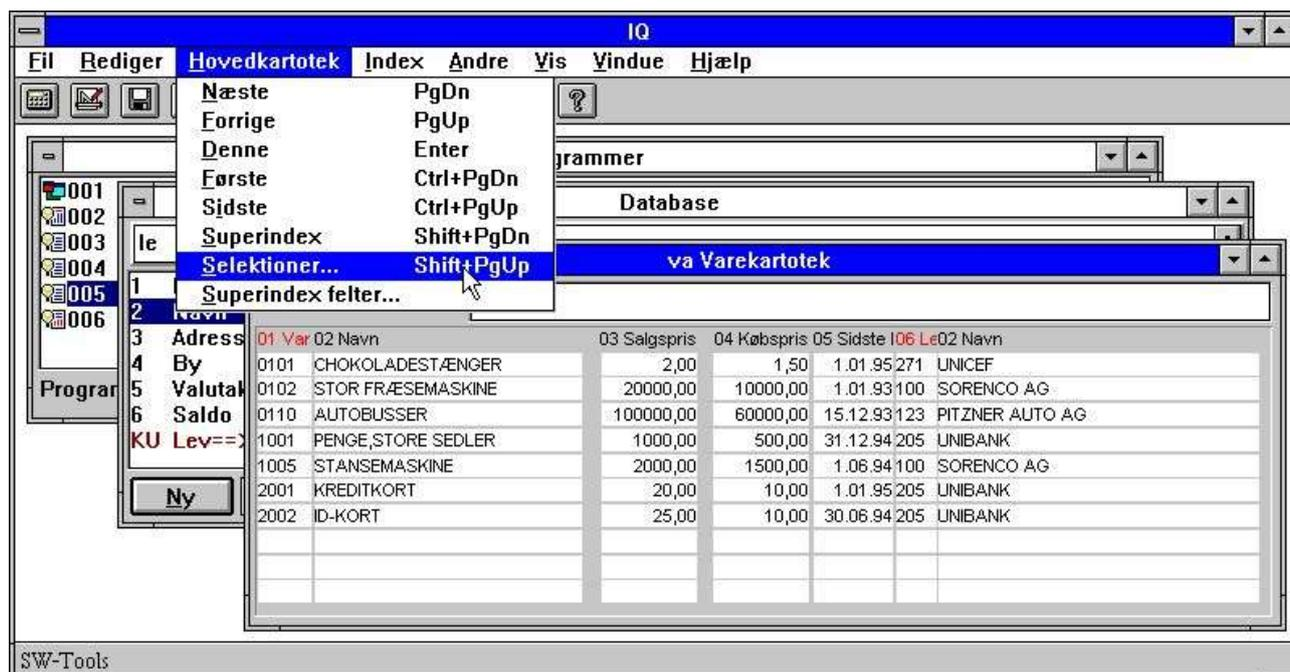 IQ
Fil Rediger Hovedkartotek Index Andre Vis Vindue Hjælp
Næste PgDn
Forrige PgUp
Denne Enter
Første Ctrl+PgDn
Sidste Ctrl+PgUp
Superindex Shift+PgDn
Selektioner... Shift+PgUp
Superindex felter...
001
002
003
004
005
006
Database
le
1
2 Navn
3
4 By
5
6 Saldo
KU
Ny
va Varekartotek
01 Var 02 Navn 03 Salgspris 04 Købspris 05 Sidste 06 Le 02 Navn
0101 CHOKOLADESTÆNGER 2,00 1,50 1.01.95 271 UNICEF
0102 STOR FRÆSEMASKINE 20000,00 10000,00 1.01.93 100 SORENCO AG
0110 AUTOBUSSER 100000,00 60000,00 15.12.93 123 PITZNER AUTO AG
1001 PENGE,STORE SEDLER 1000,00 500,00 31.12.94 205 UNIBANK
1005 STANSEMASKINE 2000,00 1500,00 1.06.94 100 SORENCO AG
2001 KREDITKORT 20,00 10,00 1.01.95 205 UNIBANK
2002 ID-KORT 25,00 10,00 30.06.94 205 UNIBANK
SW-Tools